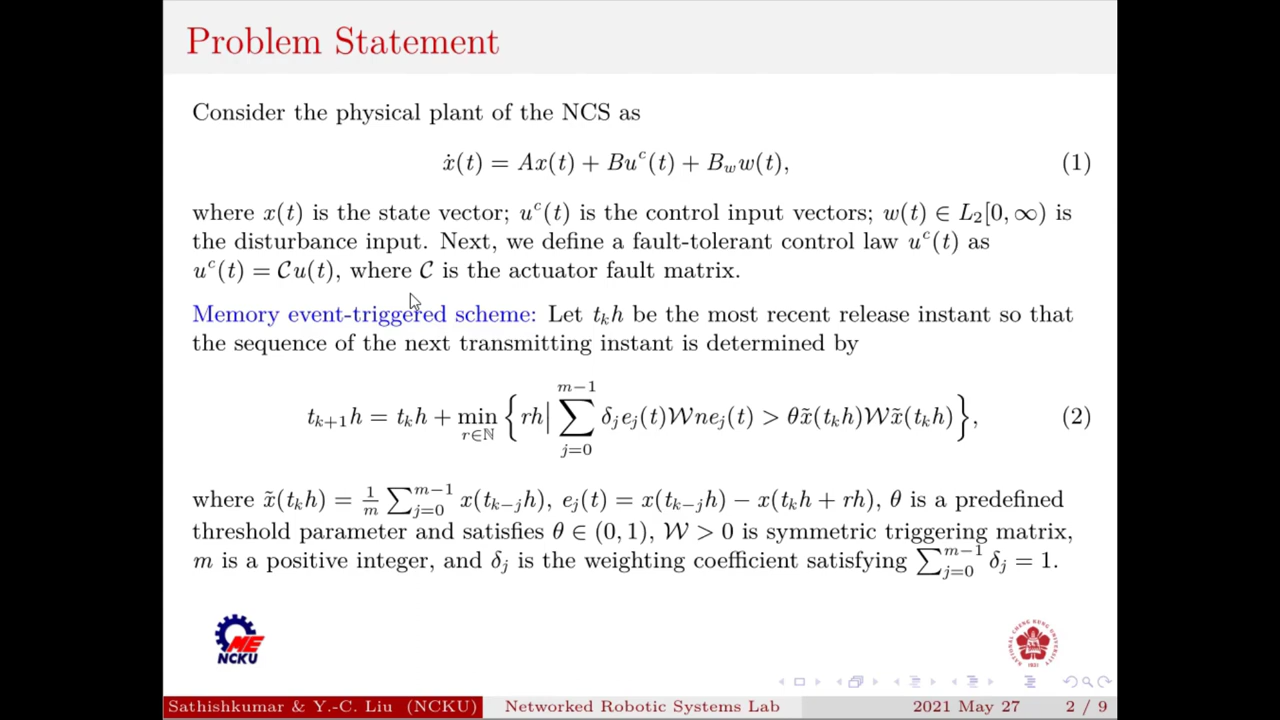 Problem Statement
Consider the physical plant of the NCS as
ẋ(t) = Ax(t) + Bu^c(t) + B_w w(t), (1)
where x(t) is the state vector; u^c(t) is the control input vectors; w(t) ∈ L_2[0, ∞) is
the disturbance input. Next, we define a fault-tolerant control law u^c(t) as
u^c(t) = 𝒞u(t), where 𝒞 is the actuator fault matrix.
Memory event-triggered scheme: Let t_k h be the most recent release instant so that
the sequence of the next transmitting instant is determined by
t_{k+1}h = t_k h + min_{r∈ℕ} { rh| ∑_{j=0}^{m−1} δ_j e_j(t)𝒲ne_j(t) > θx̃(t_k h)𝒲x̃(t_k h) }, (2)
where x̃(t_k h) = 1/m ∑_{j=0}^{m−1} x(t_{k−j}h), e_j(t) = x(t_{k−j}h) − x(t_k h + rh), θ is a predefined
threshold parameter and satisfies θ ∈ (0, 1), 𝒲 > 0 is symmetric triggering matrix,
m is a positive integer, and δ_j is the weighting coefficient satisfying ∑_{j=0}^{m−1} δ_j = 1.
ME
NCKU
NATIONAL CHENG KUNG UNIVERSITY
1931
Sathishkumar & Y.-C. Liu (NCKU) Networked Robotic Systems Lab 2021 May 27 2 / 9